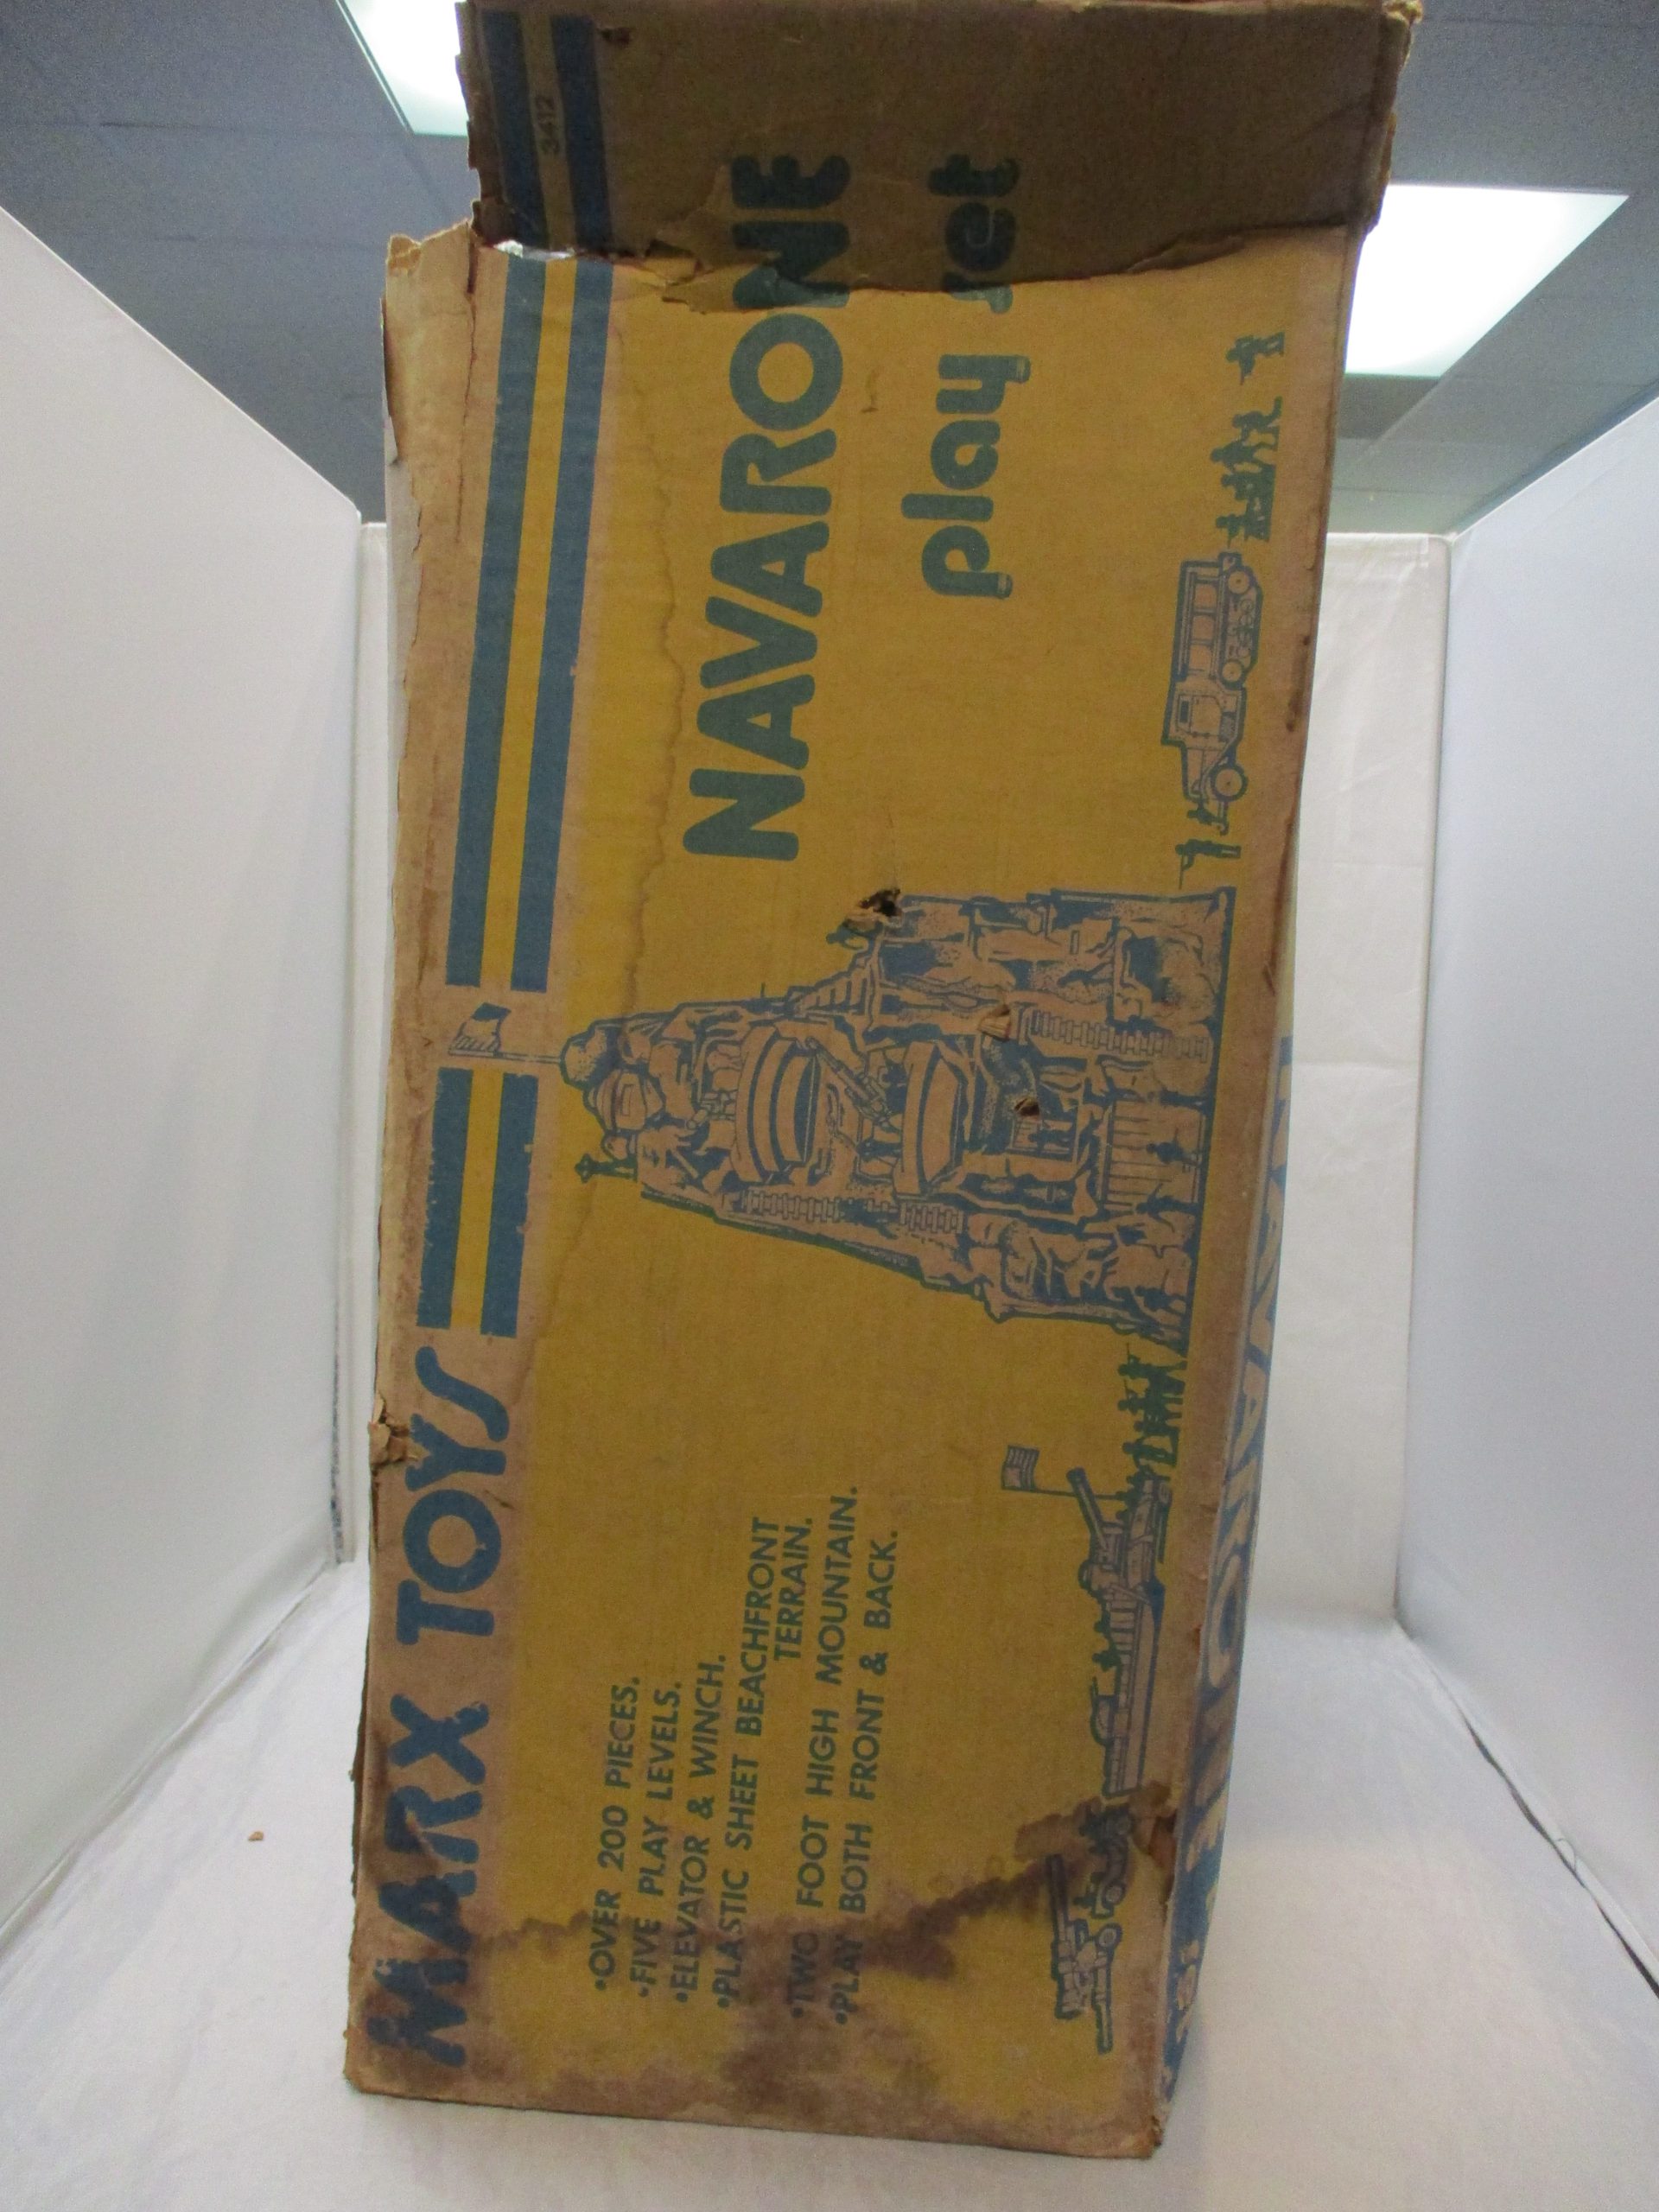 MARX TOYS
3412
NAVARONE
play set
•OVER 200 PIECES.
•FIVE PLAY LEVELS.
•ELEVATOR & WINCH.
•PLASTIC SHEET BEACHFRONT
TERRAIN.
•TWO FOOT HIGH MOUNTAIN.
•PLAY BOTH FRONT & BACK.
NAVARONE